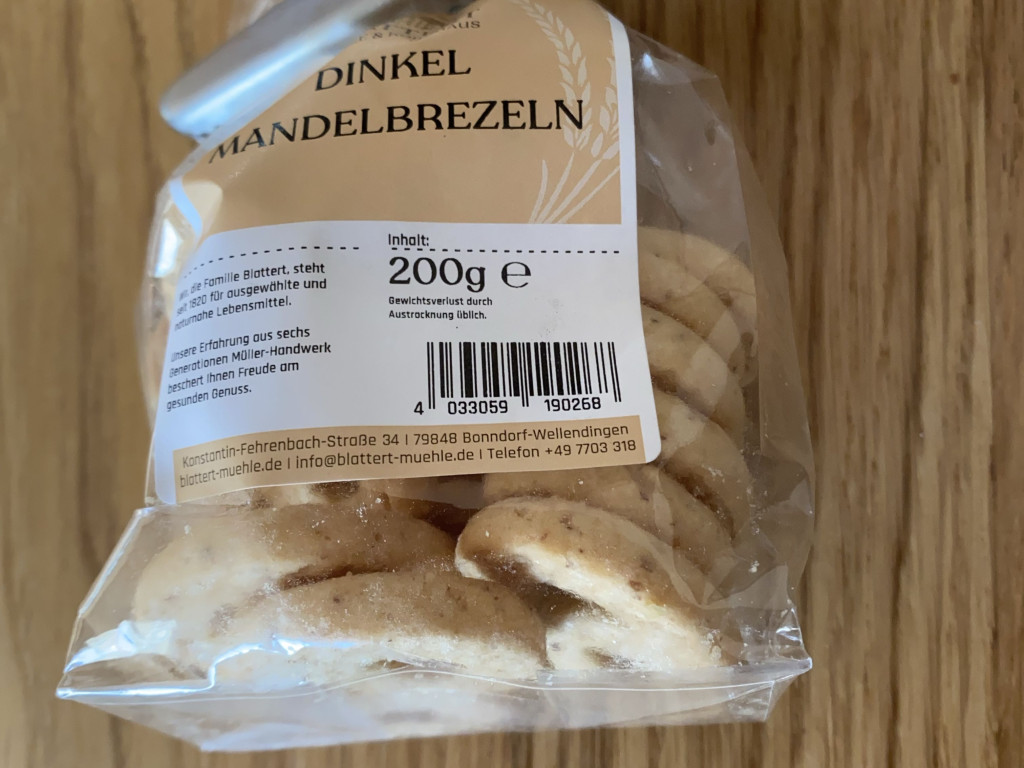 DINKEL
MANDELBREZELN
die Familie Blattert, steht
seit 1820 für ausgewählte und
naturnahe Lebensmittel.
Unsere Erfahrung aus sechs
Generationen Müller-Handwerk
beschert Ihnen Freude am
gesunden Genuss.
Inhalt:
200g ℮
Gewichtsverlust durch
Austrocknung üblich.
4 033059 190268
Konstantin-Fehrenbach-Straße 34 | 79848 Bonndorf-Wellendingen
blattert-muehle.de | info@blattert-muehle.de | Telefon +49 7703 318